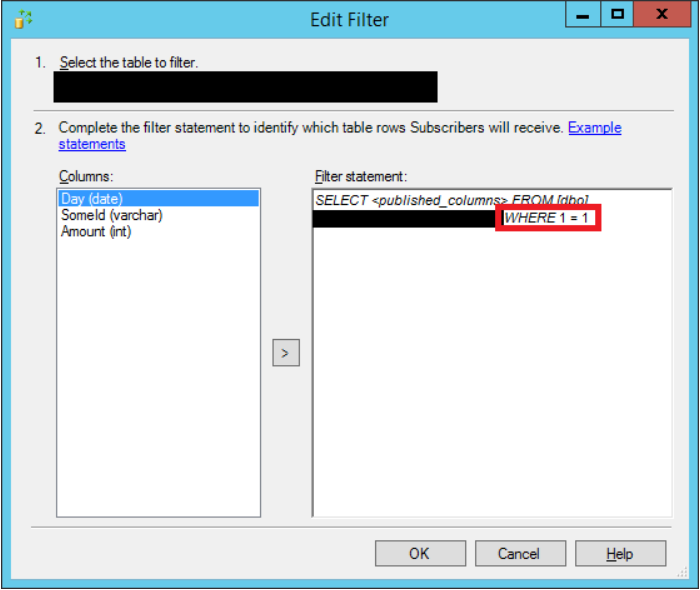 Edit Filter
1. Select the table to filter.
2. Complete the filter statement to identify which table rows Subscribers will receive. Example
statements
Columns:
Filter statement:
Day (date)
SomeId (varchar)
Amount (int)
SELECT <published_columns> FROM [dbo].
WHERE 1 = 1
>
OK
Cancel
Help